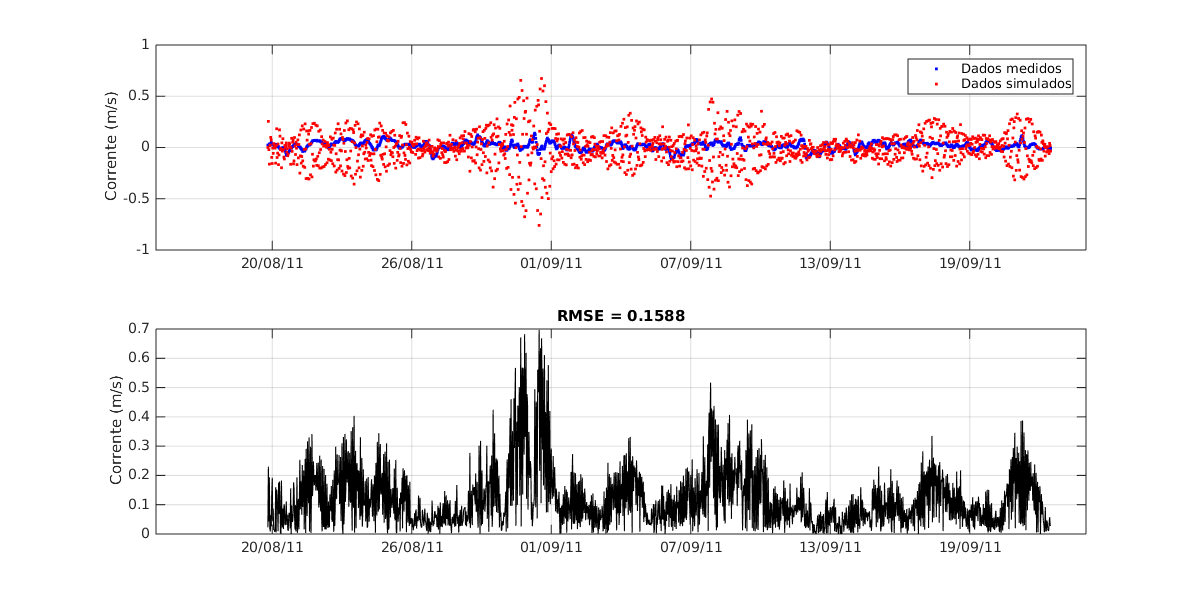 1
0.5
0
-0.5
-1
Corrente (m/s)
Dados medidos
Dados simulados
20/08/11 26/08/11 01/09/11 07/09/11 13/09/11 19/09/11
RMSE = 0.1588
0.7
0.6
0.5
0.4
0.3
0.2
0.1
0
Corrente (m/s)
20/08/11 26/08/11 01/09/11 07/09/11 13/09/11 19/09/11